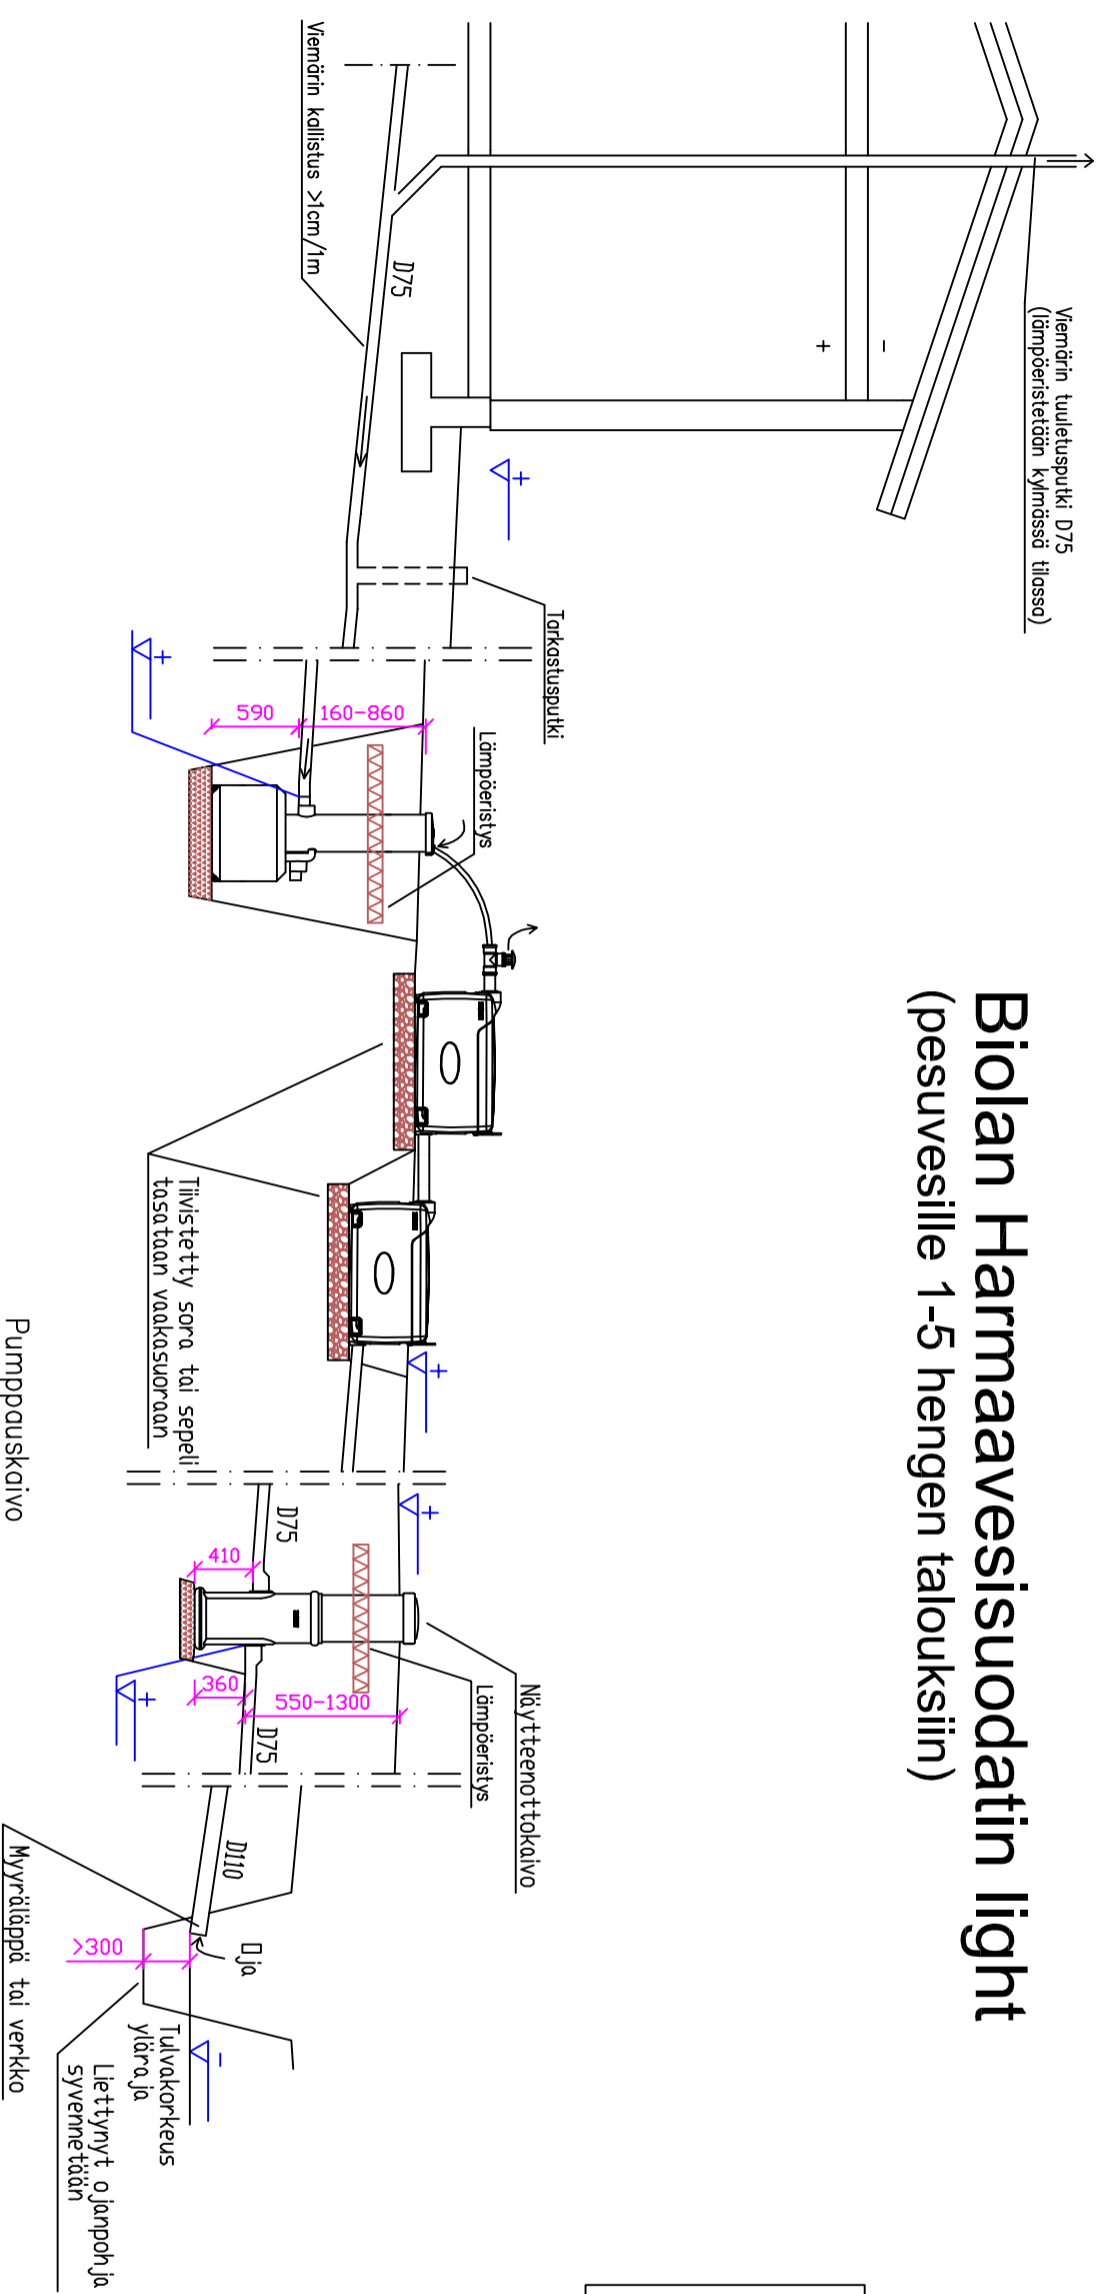 Biolan Harmaavesisuodatin light
(pesuvesille 1-5 hengen talouksiin)
Viemärin tuuletusputki D75
(lämpöeristetään kylmässä tilassa)
-
+
Viemärin kallistus >1cm/1m
D75
+
Tarkastusputki
+
590
160-860
Lämpöeristys
Tiivistetty sora tai sepeli
tasataan vaakasuoraan
+
+
D75
410
Näytteenottokaivo
Lämpöeristys
360
550-1300
+
D75
D110
Oja
>300
-
Tulvakorkeus
yläraja
Liettynyt ojanpohja
syvennetään
Myyräläppä tai verkko
Pumppauskaivo